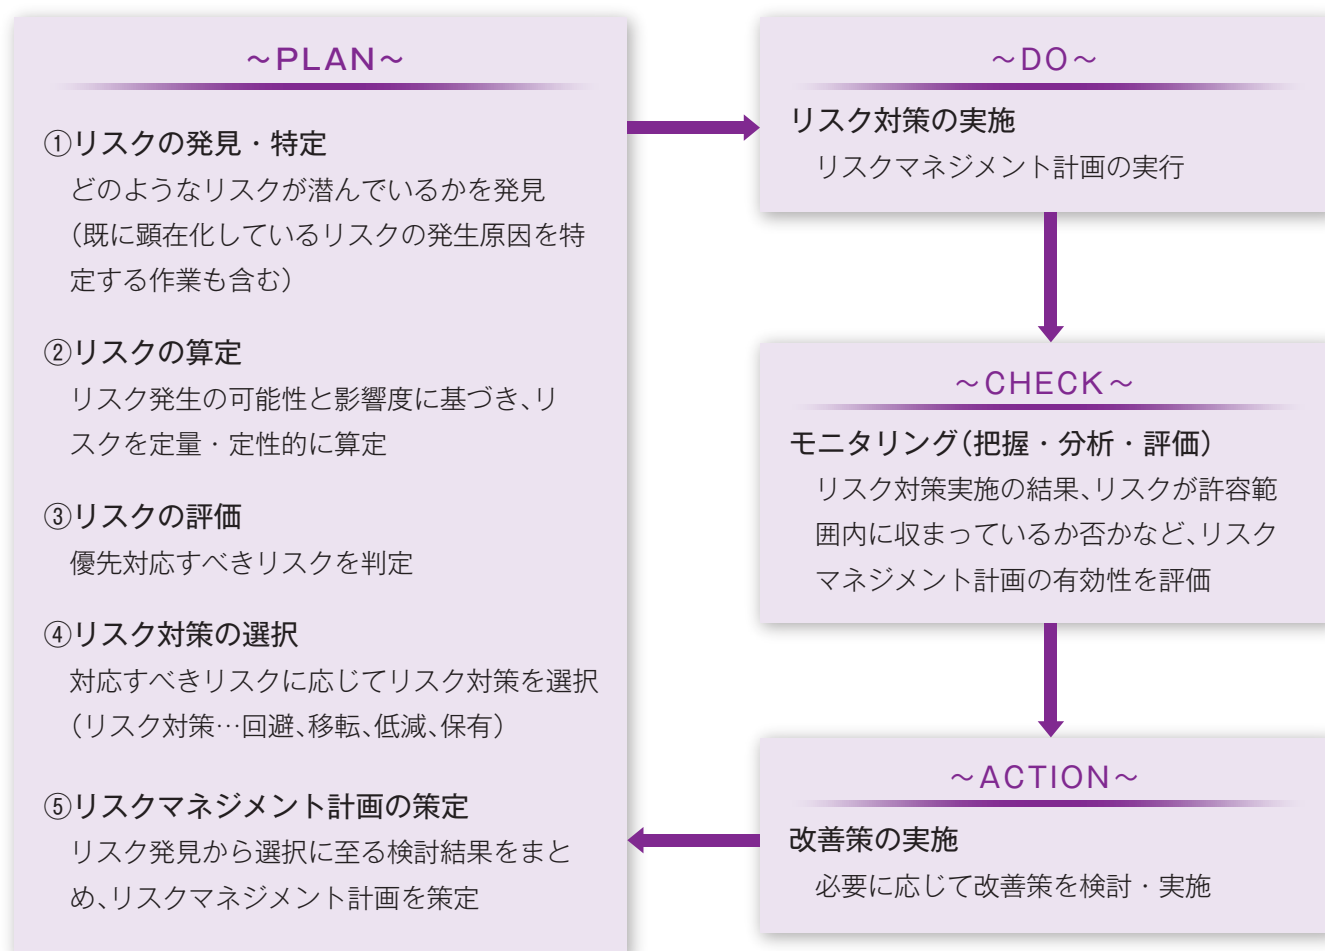 ～PLAN～
①リスクの発見・特定
どのようなリスクが潜んでいるかを発見
（既に顕在化しているリスクの発生原因を特
定する作業も含む）
②リスクの算定
リスク発生の可能性と影響度に基づき、リ
スクを定量・定性的に算定
③リスクの評価
優先対応すべきリスクを判定
④リスク対策の選択
対応すべきリスクに応じてリスク対策を選択
（リスク対策…回避、移転、低減、保有）
⑤リスクマネジメント計画の策定
リスク発見から選択に至る検討結果をまと
め、リスクマネジメント計画を策定
～DO～
リスク対策の実施
リスクマネジメント計画の実行
～CHECK～
モニタリング（把握・分析・評価）
リスク対策実施の結果、リスクが許容範
囲内に収まっているか否かなど、リスク
マネジメント計画の有効性を評価
～ACTION～
改善策の実施
必要に応じて改善策を検討・実施